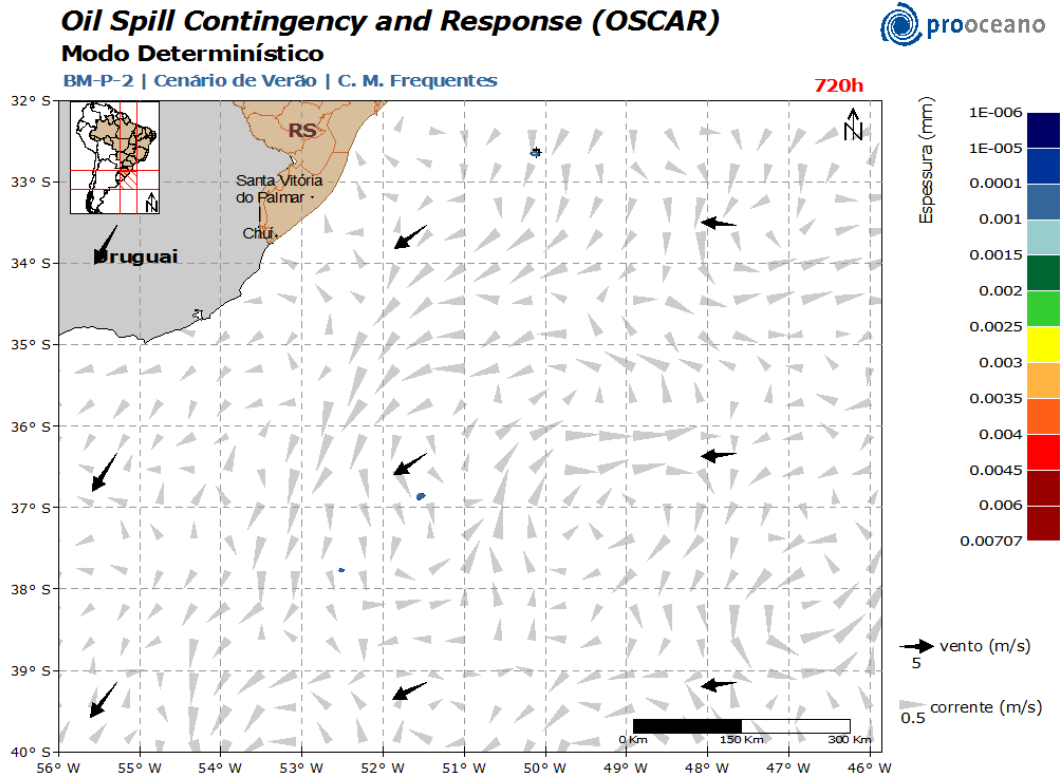 Oil Spill Contingency and Response (OSCAR)
prooceano
Modo Determinístico
BM-P-2 | Cenário de Verão | C. M. Frequentes
720h
32° S
33° S
34° S
35° S
36° S
37° S
38° S
39° S
40° S
56° W
55° W
54° W
53° W
52° W
51° W
50° W
49° W
48° W
47° W
46° W
RS
Santa Vitória
do Palmar
Chuí
Uruguai
N
N
Espessura (mm)
1E-006
1E-005
0.0001
0.001
0.0015
0.002
0.0025
0.003
0.0035
0.004
0.0045
0.006
0.00707
vento (m/s)
5
corrente (m/s)
0.5
0 Km
150 Km
300 Km